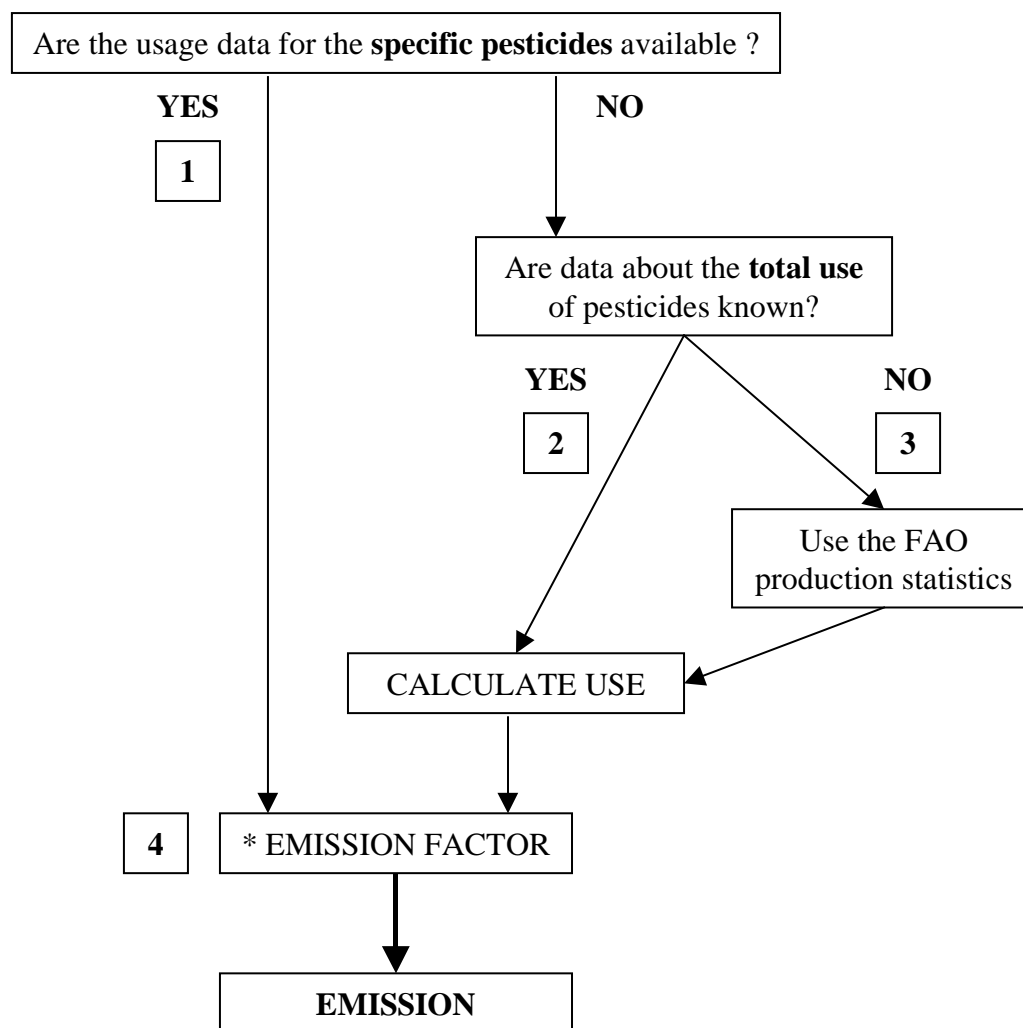 Are the usage data for the specific pesticides available ?
YES
NO
1
Are data about the total use
of pesticides known?
YES
NO
2
3
Use the FAO
production statistics
CALCULATE USE
4
* EMISSION FACTOR
EMISSION